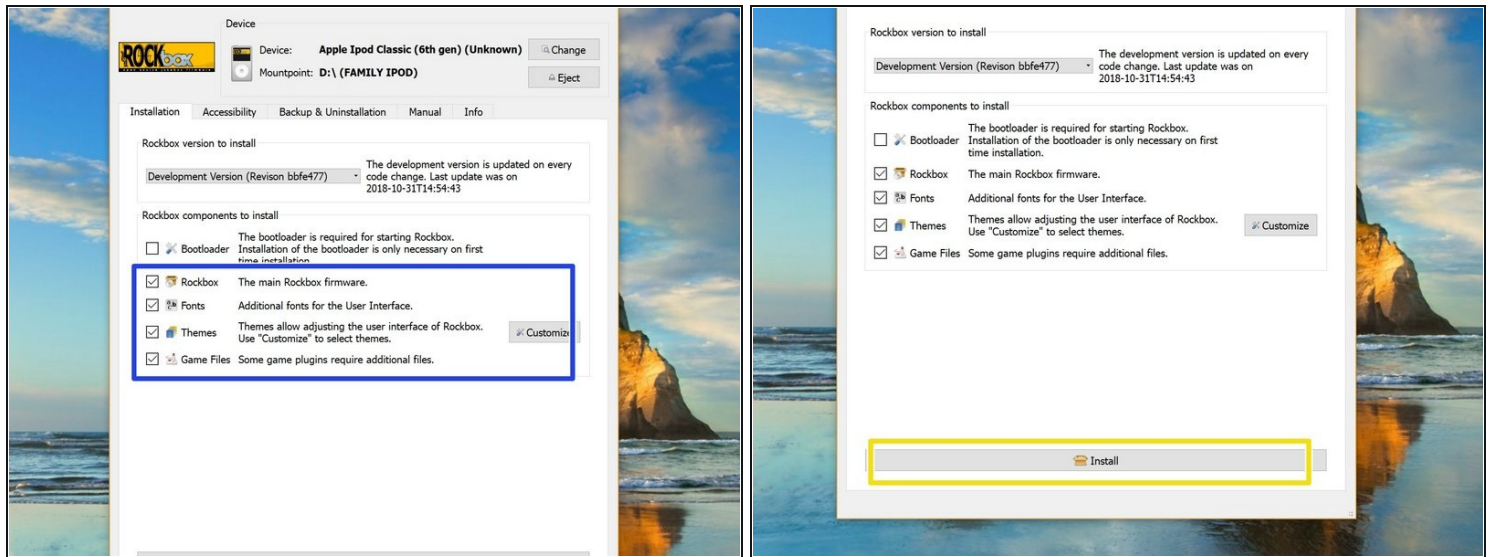 Device
ROCKbox
Device: Apple Ipod Classic (6th gen) (Unknown) Change
Mountpoint: D:\ (FAMILY IPOD) Eject
Installation Accessibility Backup & Uninstallation Manual Info
Rockbox version to install
Development Version (Revison bbfe477)
The development version is updated on every
code change. Last update was on
2018-10-31T14:54:43
Rockbox components to install
Bootloader
The bootloader is required for starting Rockbox.
Installation of the bootloader is only necessary on first
time installation
Rockbox The main Rockbox firmware.
Fonts Additional fonts for the User Interface.
Themes
Themes allow adjusting the user interface of Rockbox.
Use "Customize" to select themes.
Customize
Game Files Some game plugins require additional files.
Rockbox version to install
Development Version (Revison bbfe477)
The development version is updated on every
code change. Last update was on
2018-10-31T14:54:43
Rockbox components to install
Bootloader
The bootloader is required for starting Rockbox.
Installation of the bootloader is only necessary on first
time installation.
Rockbox The main Rockbox firmware.
Fonts Additional fonts for the User Interface.
Themes
Themes allow adjusting the user interface of Rockbox.
Use "Customize" to select themes.
Customize
Game Files Some game plugins require additional files.
Install